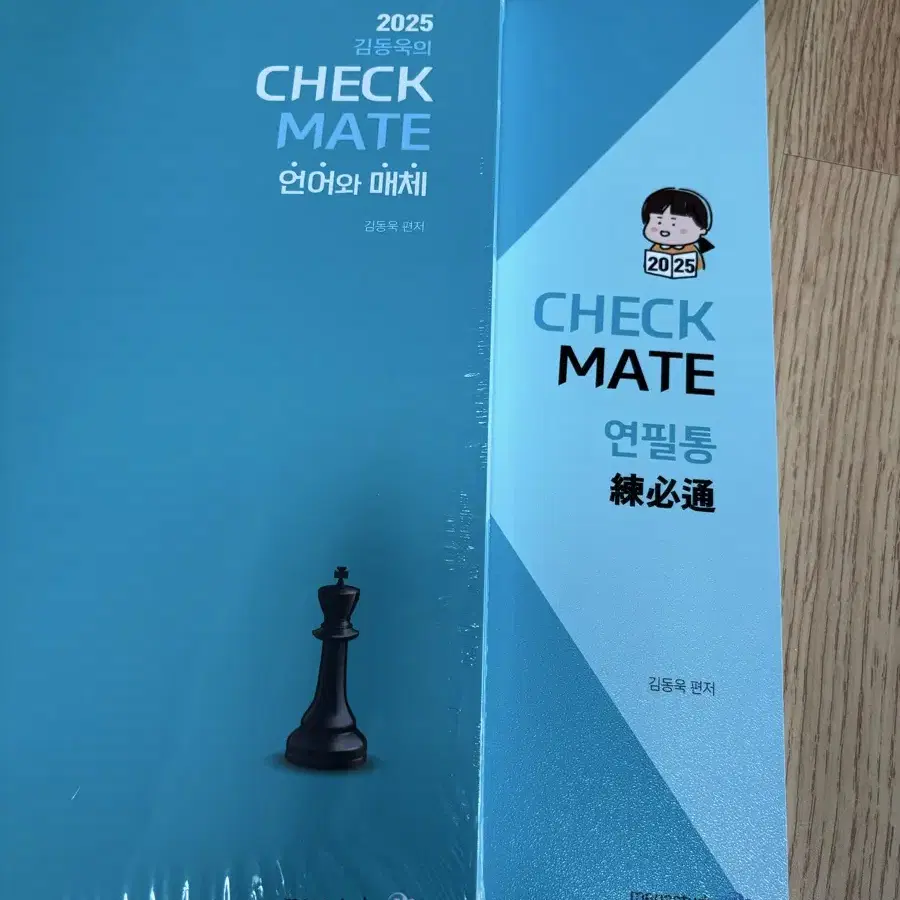 2025
김동욱의
CHECK
MATE
언어와 매체
김동욱 편저
2025
CHECK
MATE
연필통
練必通
김동욱 편저